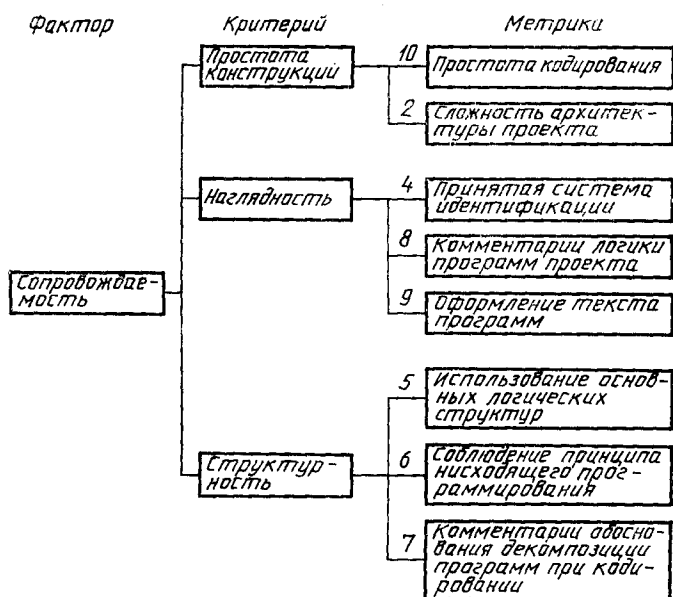 Фактор Критерий Метрики
Простота
конструкций
10
Простота кодирования
2
Сложность архитек-
туры проекта
Наглядность
4
Принятая система
идентификации
8
Комментарии логики
программ проекта
9
Оформление текста
программ
Сопровождае-
мость
Структур-
ность
5
Использование основ-
ных логических
структур
6
Соблюдение принципа
нисходящего прог-
раммирования
7
Комментарии обосно-
вания декомпозиции
программ при коди-
ровании